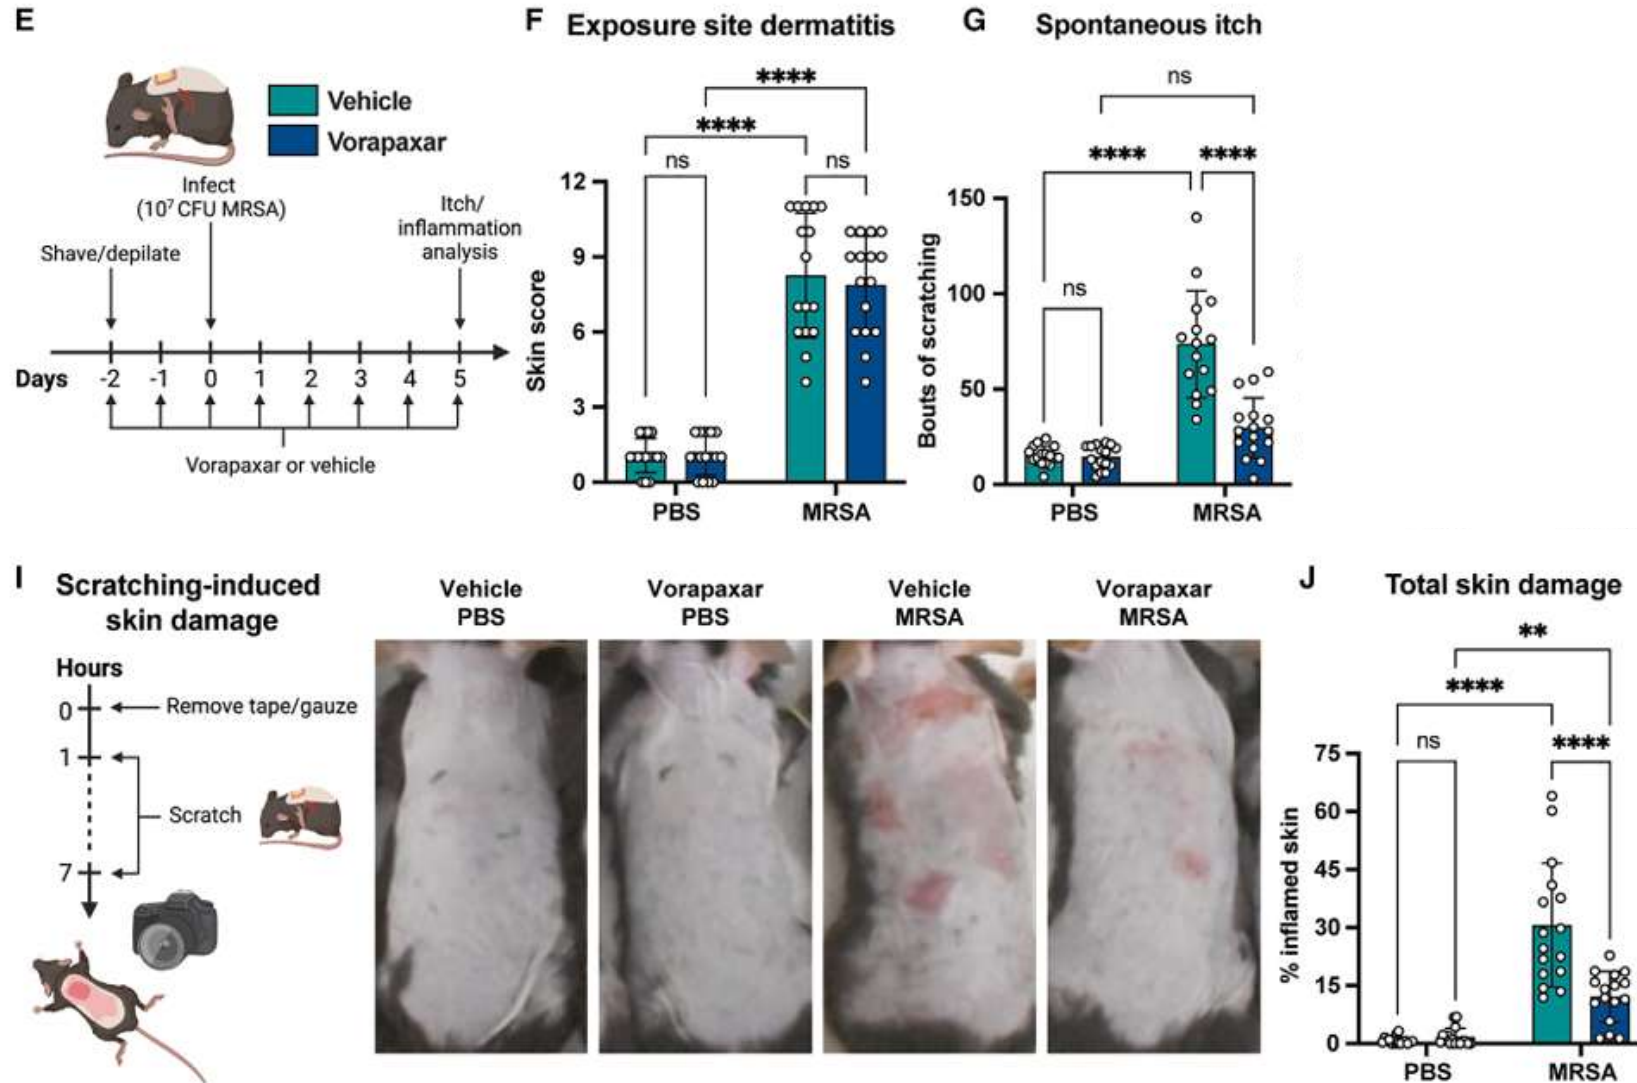 E
Vehicle
Vorapaxar
Infect
(10⁷ CFU MRSA)
Shave/depilate
Itch/
inflammation
analysis
Days -2 -1 0 1 2 3 4 5
Vorapaxar or vehicle
F Exposure site dermatitis
****
****
ns ns
12
9
6
3
0
Skin score
PBS MRSA
G Spontaneous itch
ns
**** ****
ns
150
100
50
0
Bouts of scratching
PBS MRSA
I Scratching-induced
skin damage
Hours
0 Remove tape/gauze
1
Scratch
7
Vehicle
PBS
Vorapaxar
PBS
Vehicle
MRSA
Vorapaxar
MRSA
J Total skin damage
**
****
ns ****
75
60
45
30
15
0
% inflamed skin
PBS MRSA